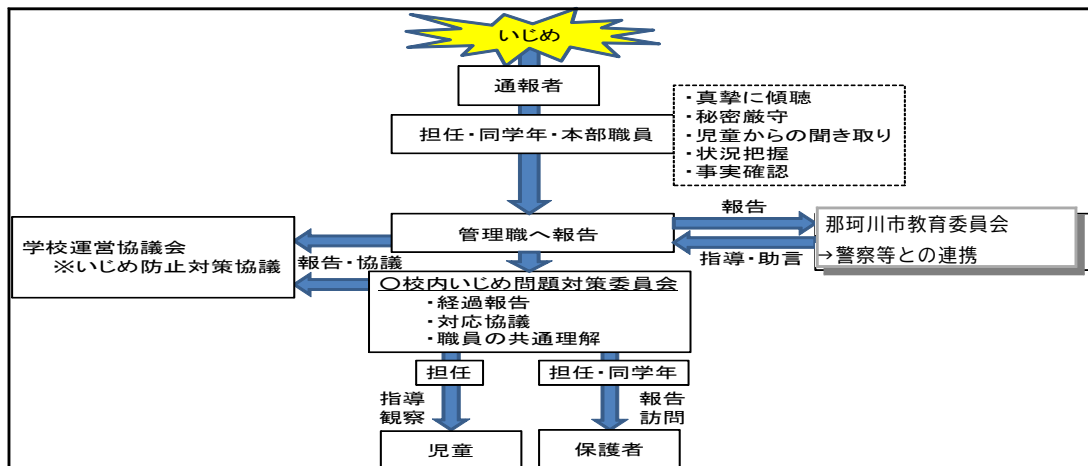 いじめ
通報者
担任・同学年・本部職員
・真摯に傾聴
・秘密厳守
・児童からの聞き取り
・状況把握
・事実確認
管理職へ報告
報告
指導・助言
那珂川市教育委員会
→警察等との連携
学校運営協議会
※いじめ防止対策協議
報告・協議
〇校内いじめ問題対策委員会
・経過報告
・対応協議
・職員の共通理解
担任
担任・同学年
指導
観察
報告
訪問
児童
保護者